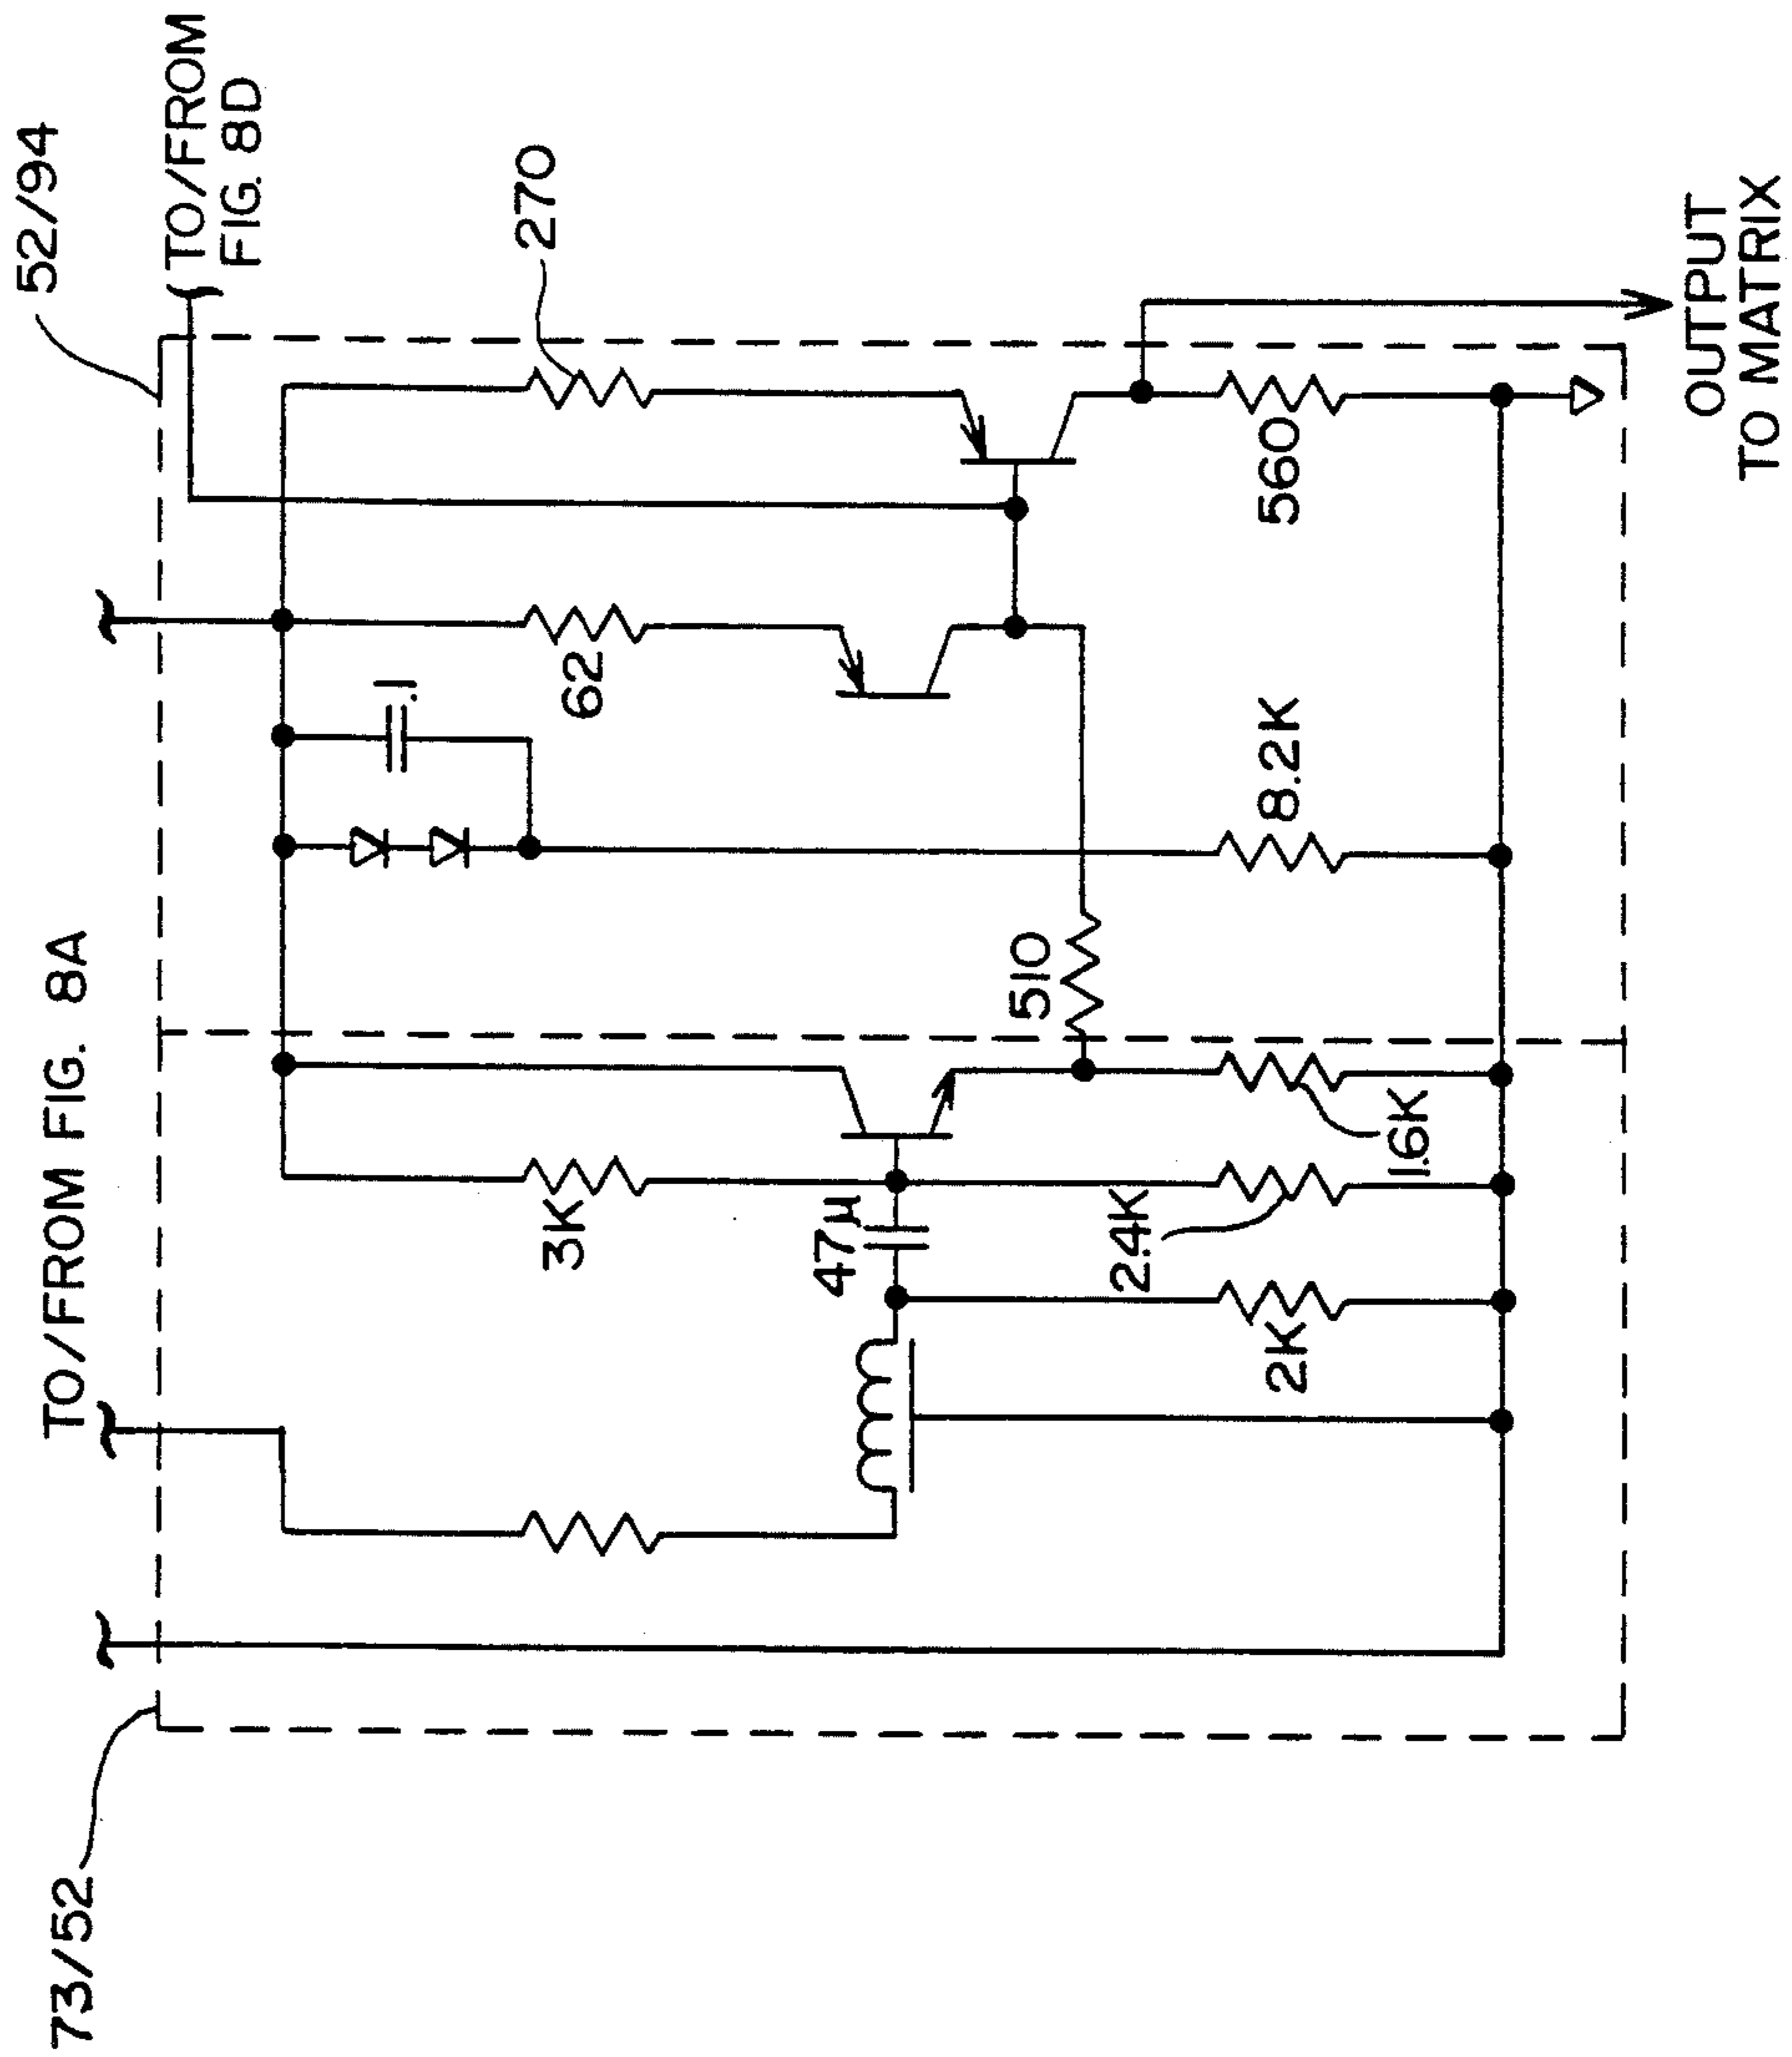 52/94
TO/FROM
FIG. 8D
270
TO/FROM FIG. 8A
62
.1
3K
47µ
510
8.2K
560
2.4K
2K
1.6K
73/52
OUTPUT
TO MATRIX